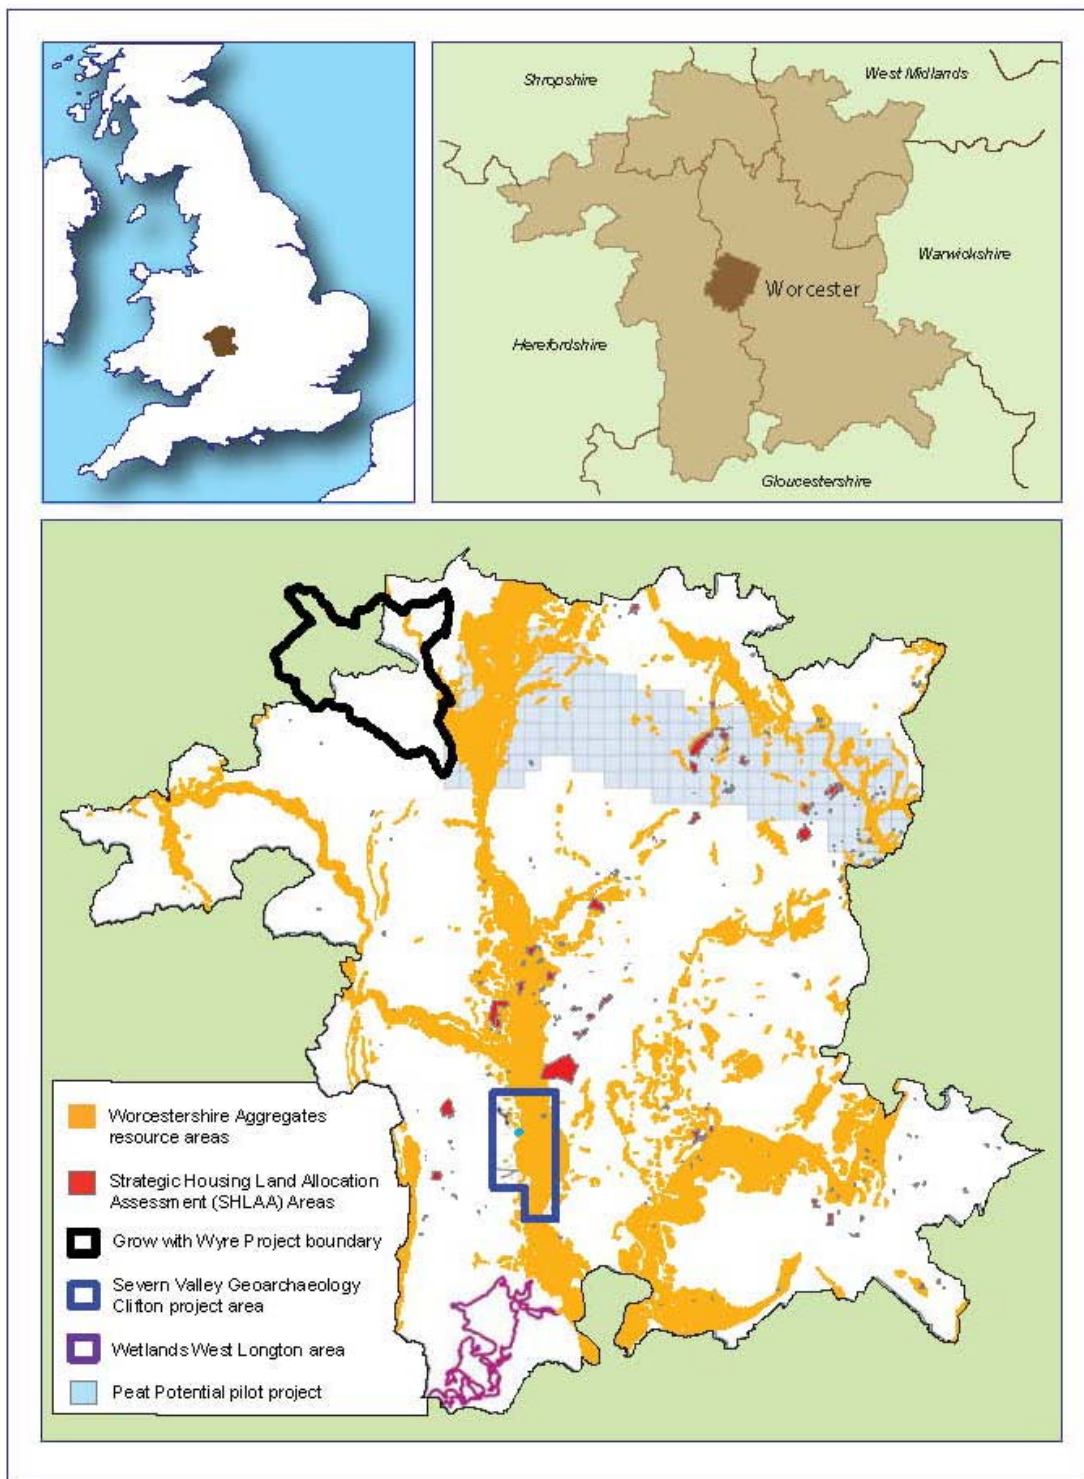 Shropshire
West Midlands
Warwickshire
Worcester
Herefordshire
Gloucestershire
Worcestershire Aggregates
resource areas
Strategic Housing Land Allocation
Assessment (SHLAA) Areas
Grow with Wyre Project boundary
Severn Valley Geoarchaeology
Clifton project area
Wetlands West Longton area
Peat Potential pilot project